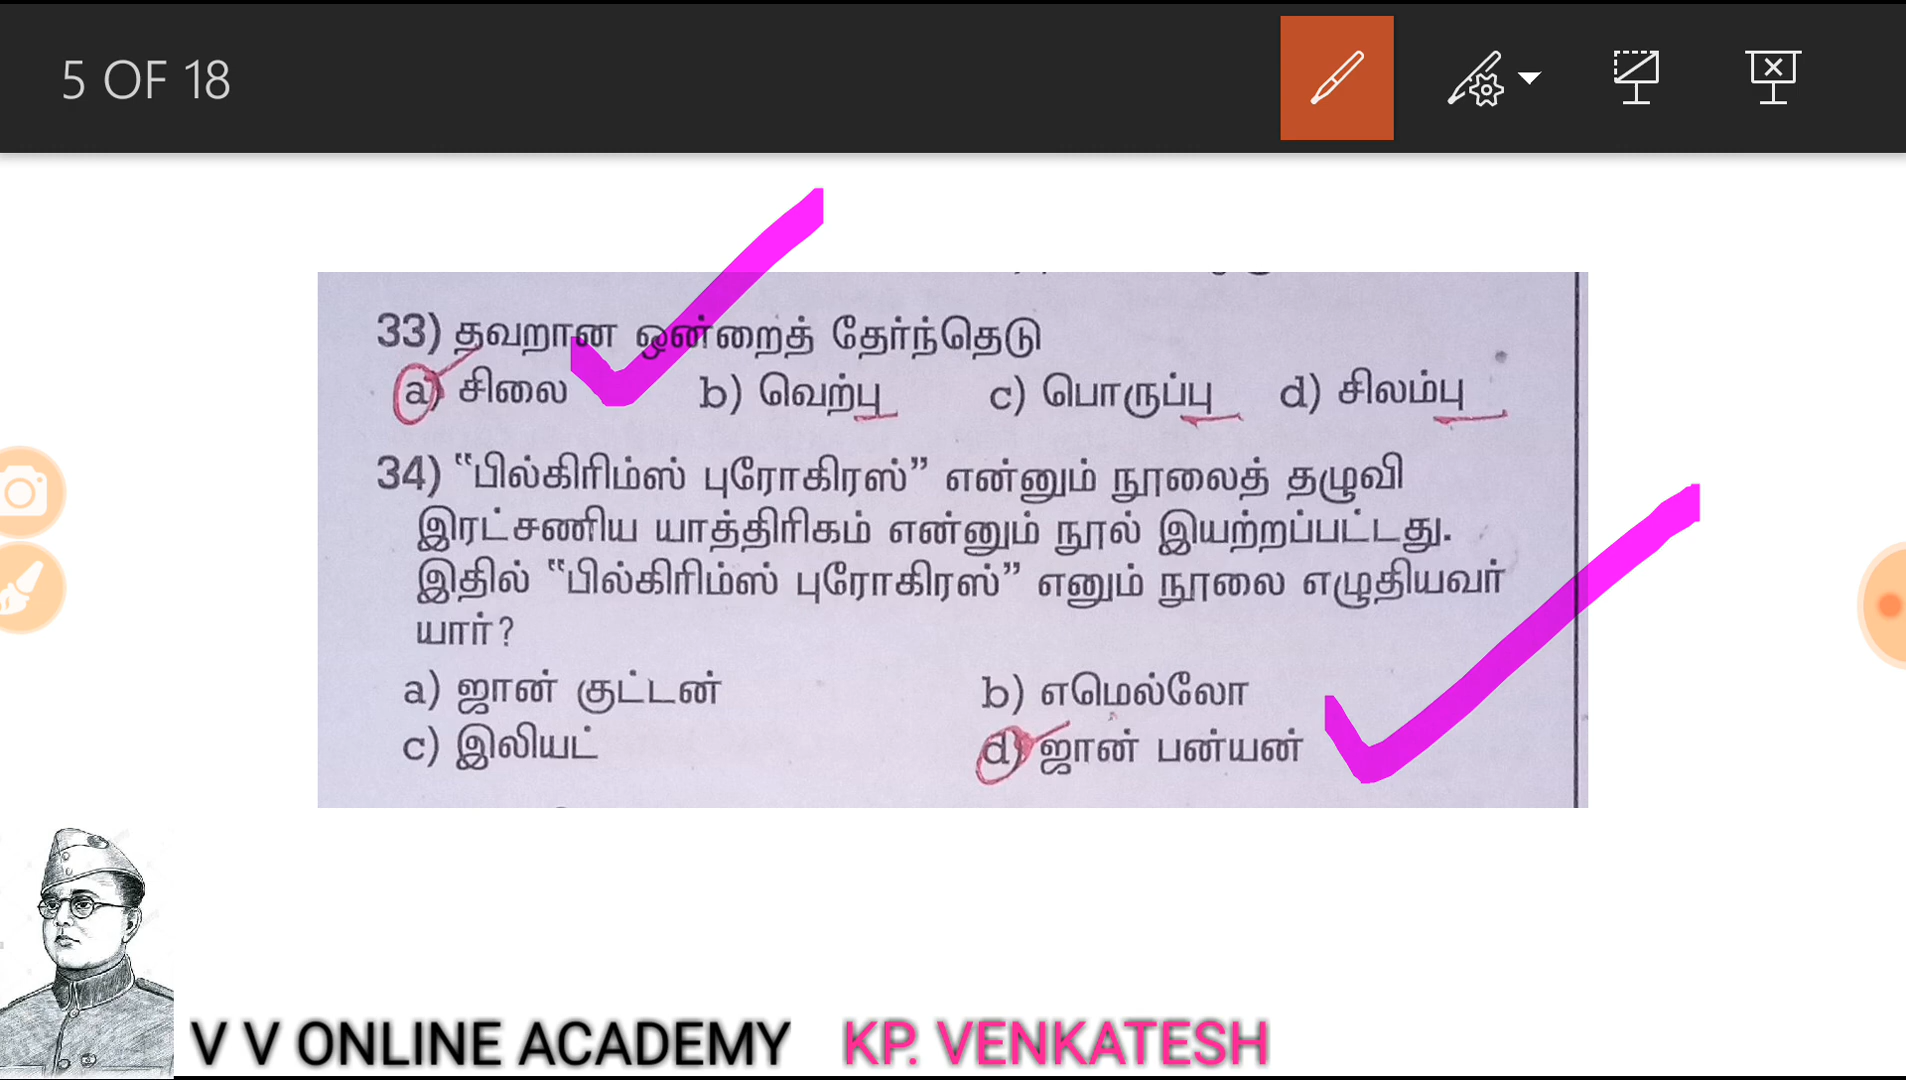 5 OF 18
33) தவறான ஒன்றைத் தேர்ந்தெடு
a) சிலை b) வெற்பு c) பொருப்பு d) சிலம்பு
34) “பில்கிரிம்ஸ் புரோகிரஸ்” என்னும் நூலைத் தழுவி
இரட்சணிய யாத்திரிகம் என்னும் நூல் இயற்றப்பட்டது.
இதில் “பில்கிரிம்ஸ் புரோகிரஸ்” எனும் நூலை எழுதியவர்
யார்?
a) ஜான் குட்டன் b) எமெல்லோ
c) இலியட் d) ஜான் பன்யன்
V V ONLINE ACADEMY KP. VENKATESH